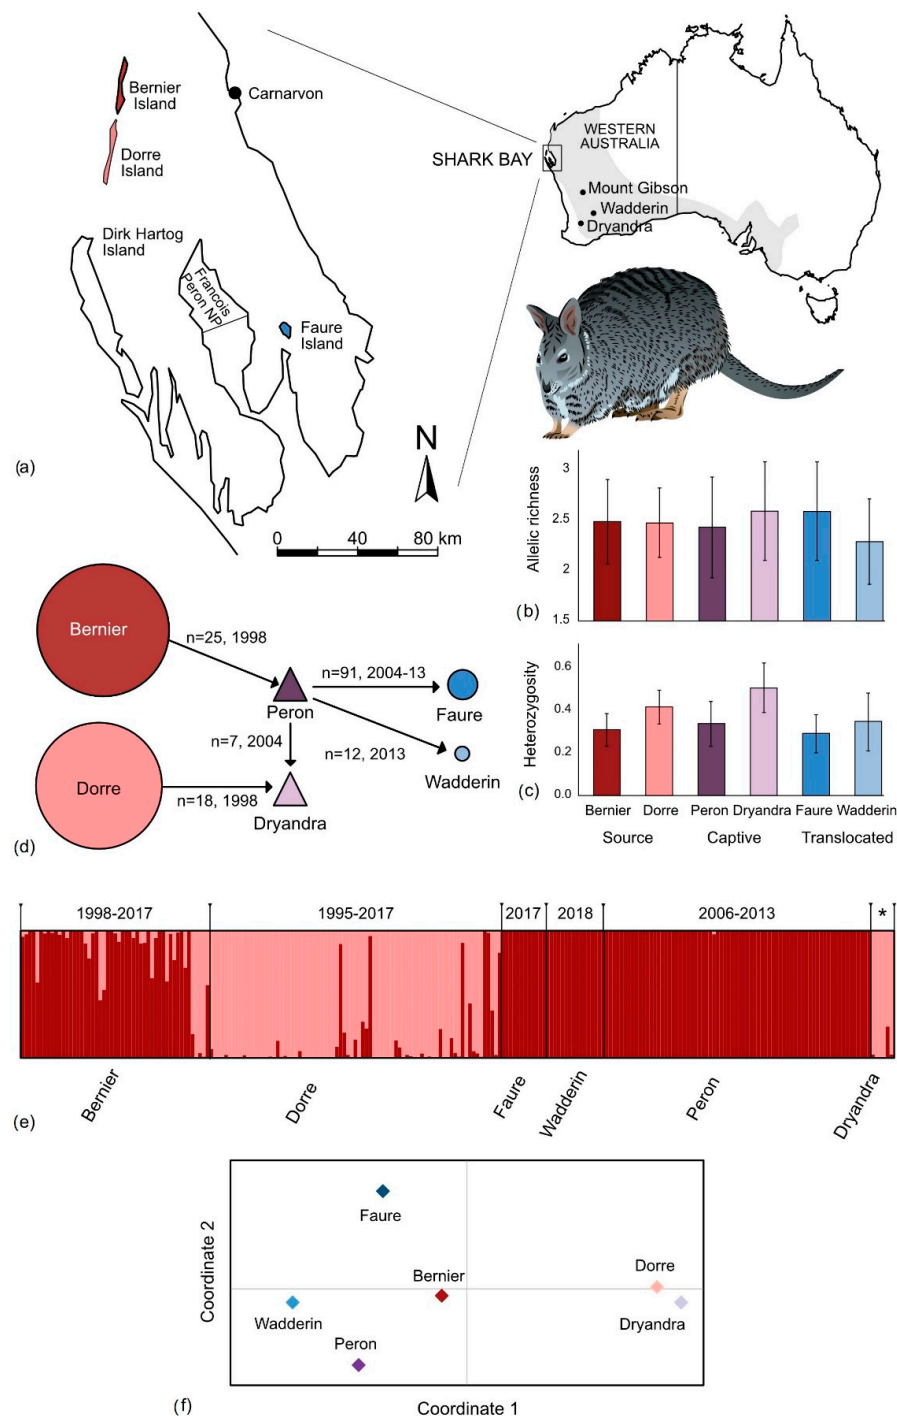 Bernier
Island
Carnarvon
Dorre
Island
Dirk Hartog
Island
Francois
Peron NP
Faure
Island
N
0 40 80 km
(a)
WESTERN
AUSTRALIA
SHARK BAY
Mount Gibson
Wadderin
Dryandra
Allelic richness
3
2.5
2
1.5
(b)
Heterozygosity
0.6
0.4
0.2
0.0
(c)
Bernier Dorre Peron Dryandra Faure Wadderin
Source Captive Translocated
Bernier
n=25, 1998
Peron
n=91, 2004-13
Faure
n=7, 2004
n=12, 2013
Wadderin
Dorre
n=18, 1998
Dryandra
(d)
1998-2017 1995-2017 2017 2018 2006-2013 *
Bernier Dorre Faure Wadderin Peron Dryandra
(e)
Coordinate 2
Faure
Bernier
Dorre
Wadderin
Dryandra
Peron
Coordinate 1
(f)